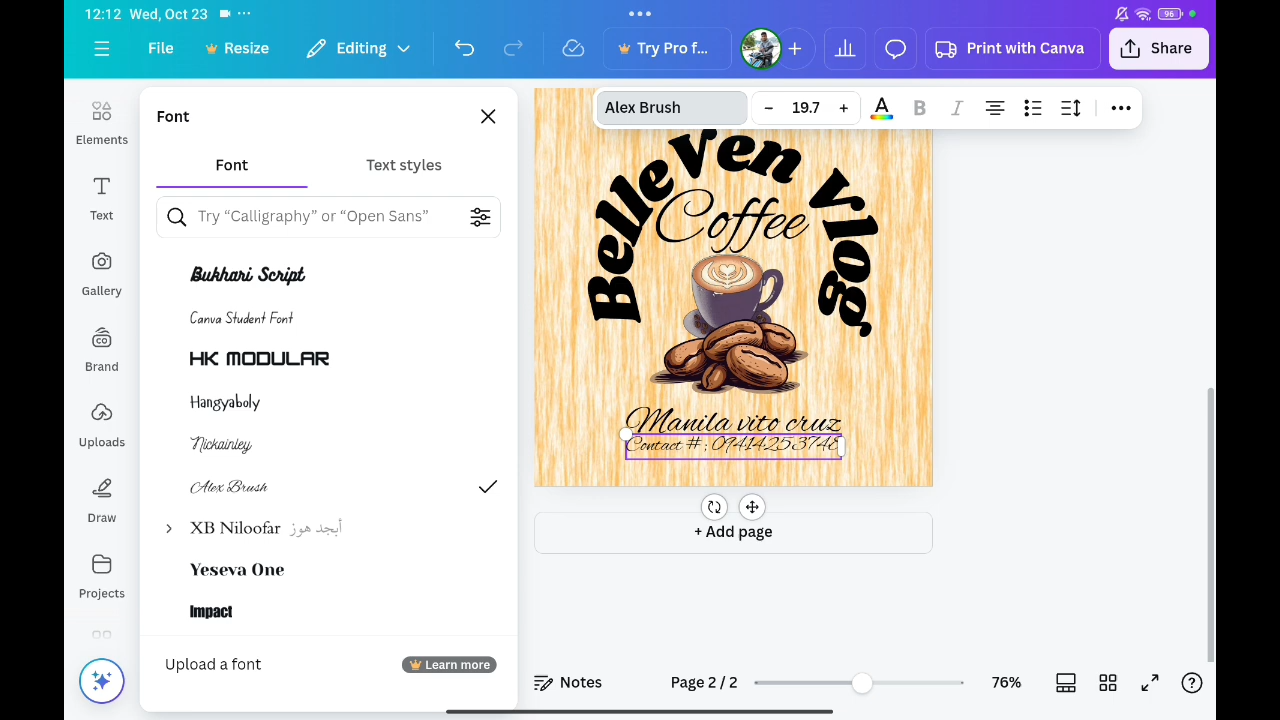 12:12 Wed, Oct 23
96
File
Resize
Editing
Try Pro f...
Print with Canva
Share
Elements
Text
Gallery
Brand
Uploads
Draw
Projects
Font
Font
Text styles
Try “Calligraphy” or “Open Sans”
Bukhari Script
Canva Student Font
HK MODULAR
Hangyaboly
Nickainley
Alex Brush
XB Niloofar أبجد هوز
Yeseva One
Impact
Upload a font
Learn more
Alex Brush
- 19.7 +
A B I
BelleVen Vlog
Coffee
Manila vito cruz
Contact # ; 09414253748
+ Add page
Notes
Page 2 / 2
76%